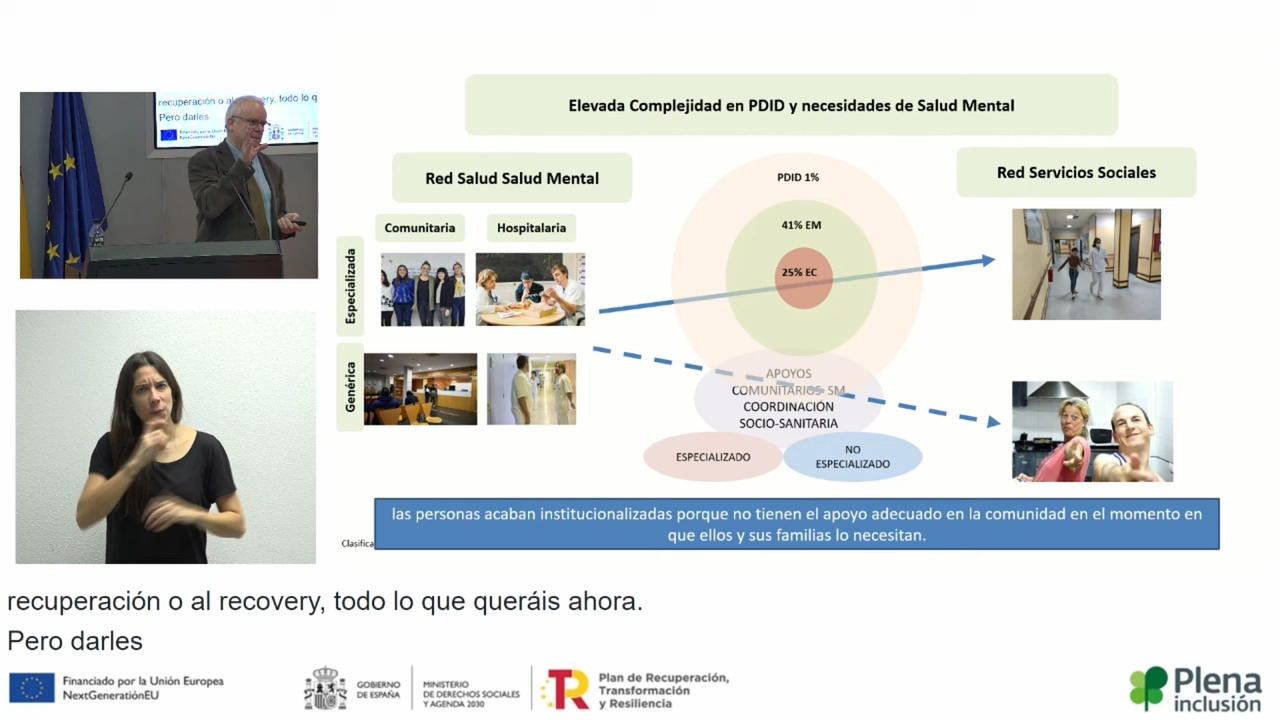 recuperación o al recovery, todo lo q
Pero darles
Elevada Complejidad en PDID y necesidades de Salud Mental
Red Salud Salud Mental
Red Servicios Sociales
Comunitaria
Hospitalaria
Especializada
Genérica
PDID 1%
41% EM
25% EC
APOYOS
COMUNITARIOS SM
COORDINACIÓN
SOCIO-SANITARIA
ESPECIALIZADO
NO
ESPECIALIZADO
las personas acaban institucionalizadas porque no tienen el apoyo adecuado en la comunidad en el momento en
que ellos y sus familias lo necesitan.
Clasifica
recuperación o al recovery, todo lo que queráis ahora.
Pero darles
Financiado por la Unión Europea
NextGenerationEU
GOBIERNO
DE ESPAÑA
MINISTERIO
DE DERECHOS SOCIALES
Y AGENDA 2030
Plan de Recuperación,
Transformación
y Resiliencia
Plena
inclusión